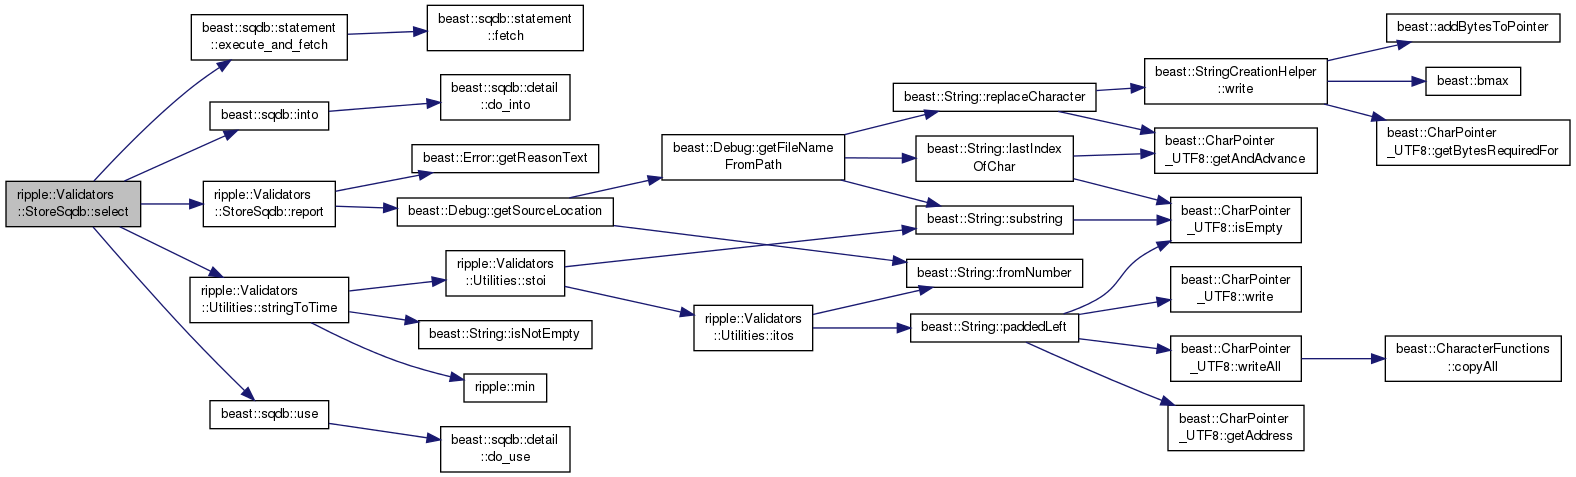 ripple::Validators
::StoreSqdb::select
beast::sqdb::statement
::execute_and_fetch
beast::sqdb::into
ripple::Validators
::StoreSqdb::report
ripple::Validators
::Utilities::stringToTime
beast::sqdb::use
beast::sqdb::statement
::fetch
beast::sqdb::detail
::do_into
beast::Error::getReasonText
beast::Debug::getSourceLocation
ripple::Validators
::Utilities::stoi
beast::String::isNotEmpty
ripple::min
beast::sqdb::detail
::do_use
beast::Debug::getFileName
FromPath
ripple::Validators
::Utilities::itos
beast::String::replaceCharacter
beast::String::lastIndex
OfChar
beast::String::substring
beast::String::fromNumber
beast::String::paddedLeft
beast::StringCreationHelper
::write
beast::CharPointer
_UTF8::getAndAdvance
beast::CharPointer
_UTF8::isEmpty
beast::CharPointer
_UTF8::write
beast::CharPointer
_UTF8::writeAll
beast::CharPointer
_UTF8::getAddress
beast::addBytesToPointer
beast::bmax
beast::CharPointer
_UTF8::getBytesRequiredFor
beast::CharacterFunctions
::copyAll